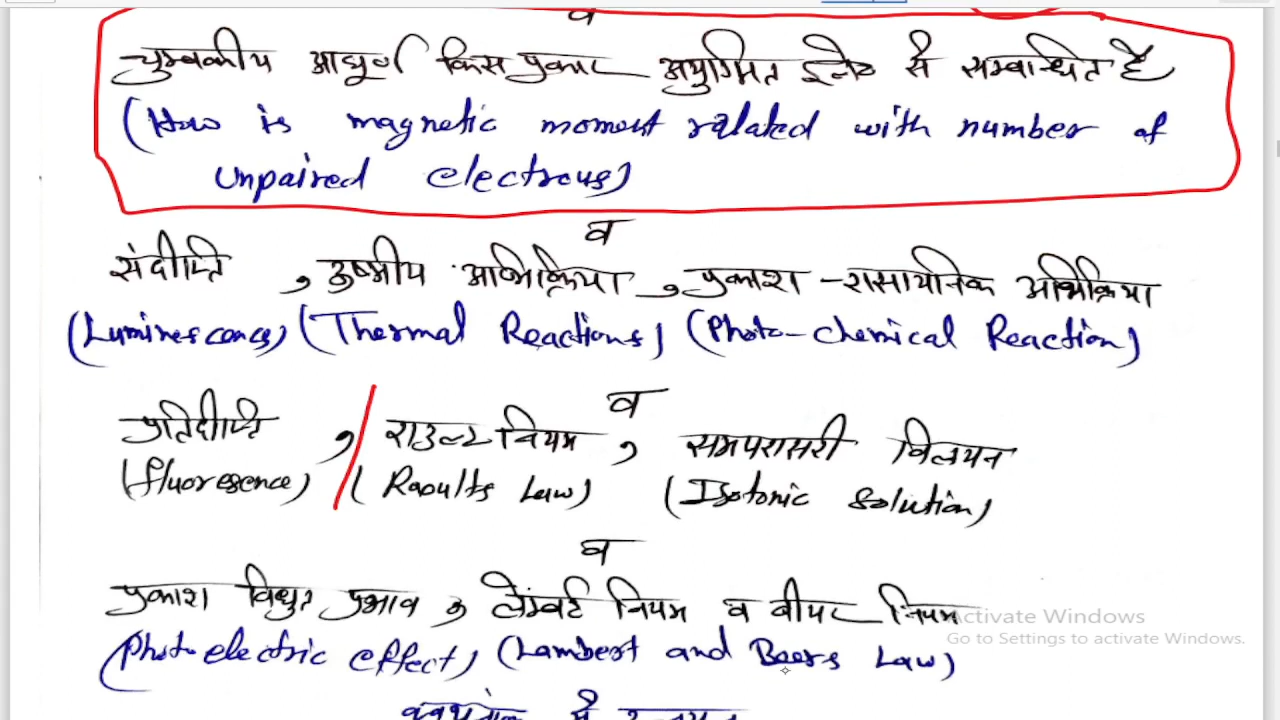 व
चुम्बकीय आघूर्ण किस प्रकार अयुग्मित इले० से सम्बान्धित है
(How is magnetic moment ralated with number of
unpaired electrons)
व
संदीप्ति , ऊष्मीय अभिक्रिया , प्रकाश-रासायनिक अभिक्रिया
(Luminescence) (Thermal Reactions) (Photo-chemical Reaction)
व
प्रतिदीप्ति , राउल्ट नियम , समपरासरी विलयन
(fluoresence) (Raoults Law) (Isotonic Solution)
व
प्रकाश विधुत प्रभाव , लेम्बर्ट नियम व बीयर नियम
(Photo electric effect) (Lambert and Beers Law)
Activate Windows
Go to Settings to activate Windows.
में